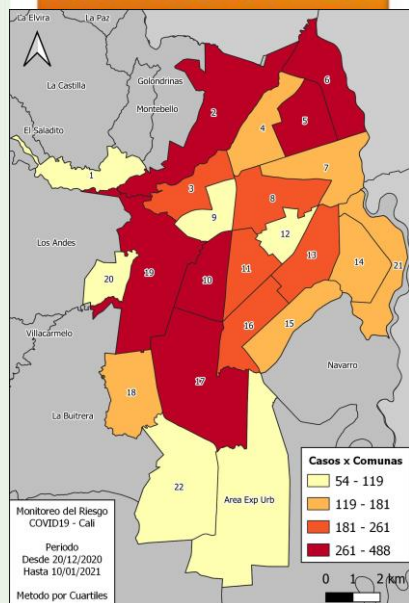 La Elvira
La Paz
La Castilla
Golondrinas
Montebello
El Saladito
Los Andes
Villacarmelo
La Buitrera
Navarro
1
2
3
4
5
6
7
8
9
10
11
12
13
14
15
16
17
18
19
20
21
22
Area Exp Urb
Casos x Comunas
54 - 119
119 - 181
181 - 261
261 - 488
0 1 2 km
Monitoreo del Riesgo
COVID19 - Cali
Periodo
Desde 20/12/2020
Hasta 10/01/2021
Metodo por Cuartiles